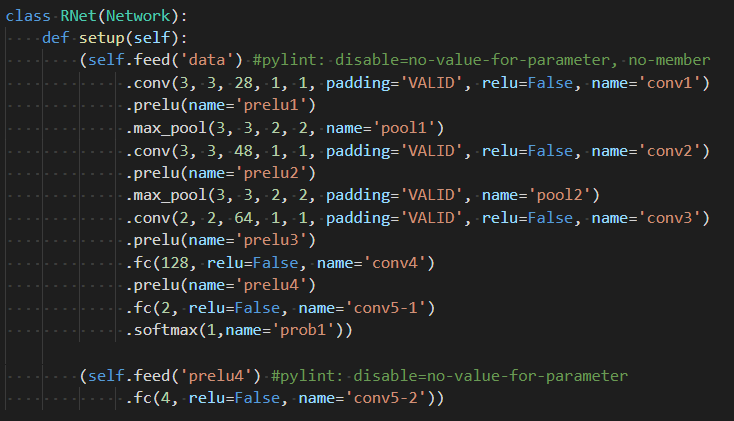 class RNet(Network):
    def setup(self):
        (self.feed('data') #pylint: disable=no-value-for-parameter, no-member
             .conv(3, 3, 28, 1, 1, padding='VALID', relu=False, name='conv1')
             .prelu(name='prelu1')
             .max_pool(3, 3, 2, 2, name='pool1')
             .conv(3, 3, 48, 1, 1, padding='VALID', relu=False, name='conv2')
             .prelu(name='prelu2')
             .max_pool(3, 3, 2, 2, padding='VALID', name='pool2')
             .conv(2, 2, 64, 1, 1, padding='VALID', relu=False, name='conv3')
             .prelu(name='prelu3')
             .fc(128, relu=False, name='conv4')
             .prelu(name='prelu4')
             .fc(2, relu=False, name='conv5-1')
             .softmax(1,name='prob1'))

        (self.feed('prelu4') #pylint: disable=no-value-for-parameter
             .fc(4, relu=False, name='conv5-2'))